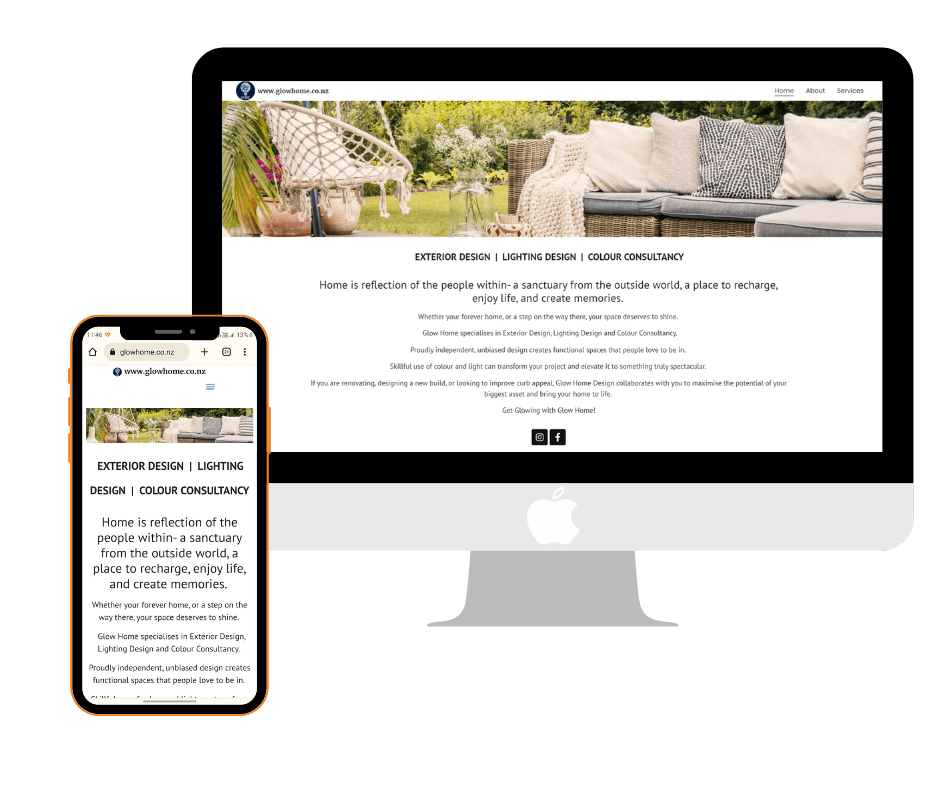 www.glowhome.co.nz
Home About Services
EXTERIOR DESIGN | LIGHTING DESIGN | COLOUR CONSULTANCY
Home is reflection of the people within- a sanctuary from the outside world, a place to recharge,
enjoy life, and create memories.
Whether your forever home, or a step on the way there, your space deserves to shine.
Glow Home specialises in Exterior Design, Lighting Design and Colour Consultancy.
Proudly independent, unbiased design creates functional spaces that people love to be in.
Skillful use of colour and light can transform your project and elevate it to something truly spectacular.
If you are renovating, designing a new build, or looking to improve curb appeal, Glow Home Design collaborates with you to maximise the potential of your
biggest asset and bring your home to life.
Get Glowing with Glow Home!
11:46
13%
glowhome.co.nz
www.glowhome.co.nz
EXTERIOR DESIGN | LIGHTING
DESIGN | COLOUR CONSULTANCY
Home is reflection of the
people within- a sanctuary
from the outside world, a
place to recharge, enjoy life,
and create memories.
Whether your forever home, or a step on the
way there, your space deserves to shine.
Glow Home specialises in Exterior Design,
Lighting Design and Colour Consultancy.
Proudly independent, unbiased design creates
functional spaces that people love to be in.